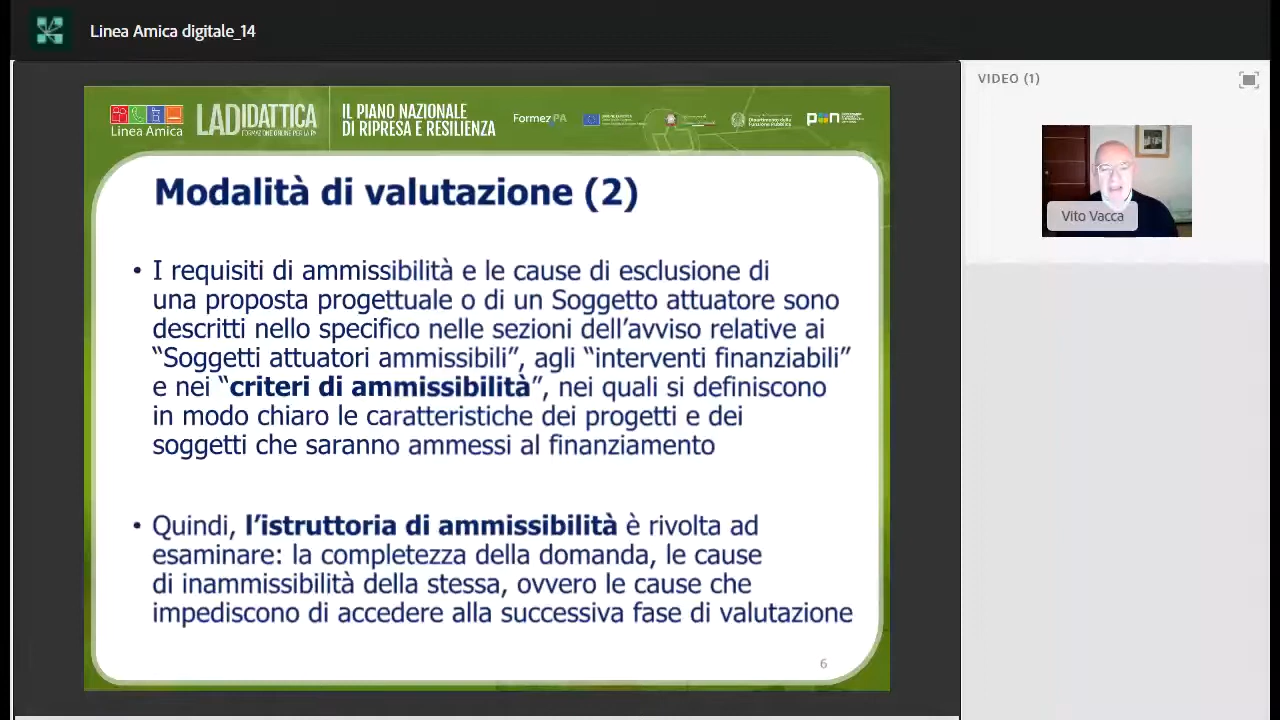 Linea Amica digitale_14
VIDEO (1)
Linea Amica
LADIDATTICA
IL PIANO NAZIONALE
DI RIPRESA E RESILIENZA
FormezPA
Vito Vacca
Modalità di valutazione (2)
• I requisiti di ammissibilità e le cause di esclusione di
una proposta progettuale o di un Soggetto attuatore sono
descritti nello specifico nelle sezioni dell’avviso relative ai
“Soggetti attuatori ammissibili”, agli “interventi finanziabili”
e nei “criteri di ammissibilità”, nei quali si definiscono
in modo chiaro le caratteristiche dei progetti e dei
soggetti che saranno ammessi al finanziamento
• Quindi, l’istruttoria di ammissibilità è rivolta ad
esaminare: la completezza della domanda, le cause
di inammissibilità della stessa, ovvero le cause che
impediscono di accedere alla successiva fase di valutazione
6